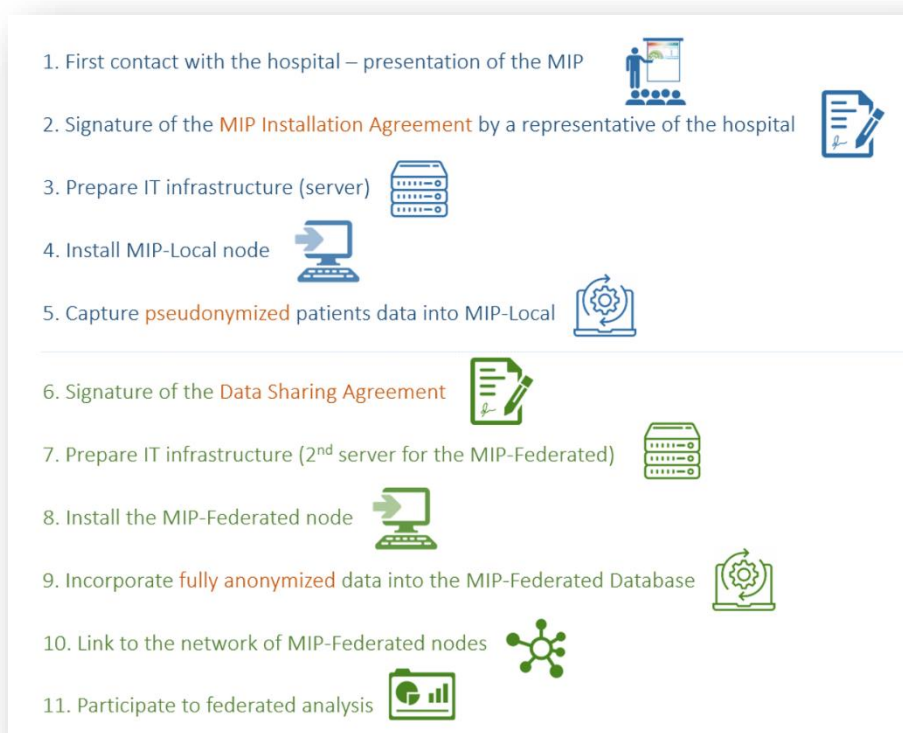 1. First contact with the hospital – presentation of the MIP
2. Signature of the MIP Installation Agreement by a representative of the hospital
3. Prepare IT infrastructure (server)
4. Install MIP-Local node
5. Capture pseudonymized patients data into MIP-Local
6. Signature of the Data Sharing Agreement
7. Prepare IT infrastructure (2nd server for the MIP-Federated)
8. Install the MIP-Federated node
9. Incorporate fully anonymized data into the MIP-Federated Database
10. Link to the network of MIP-Federated nodes
11. Participate to federated analysis